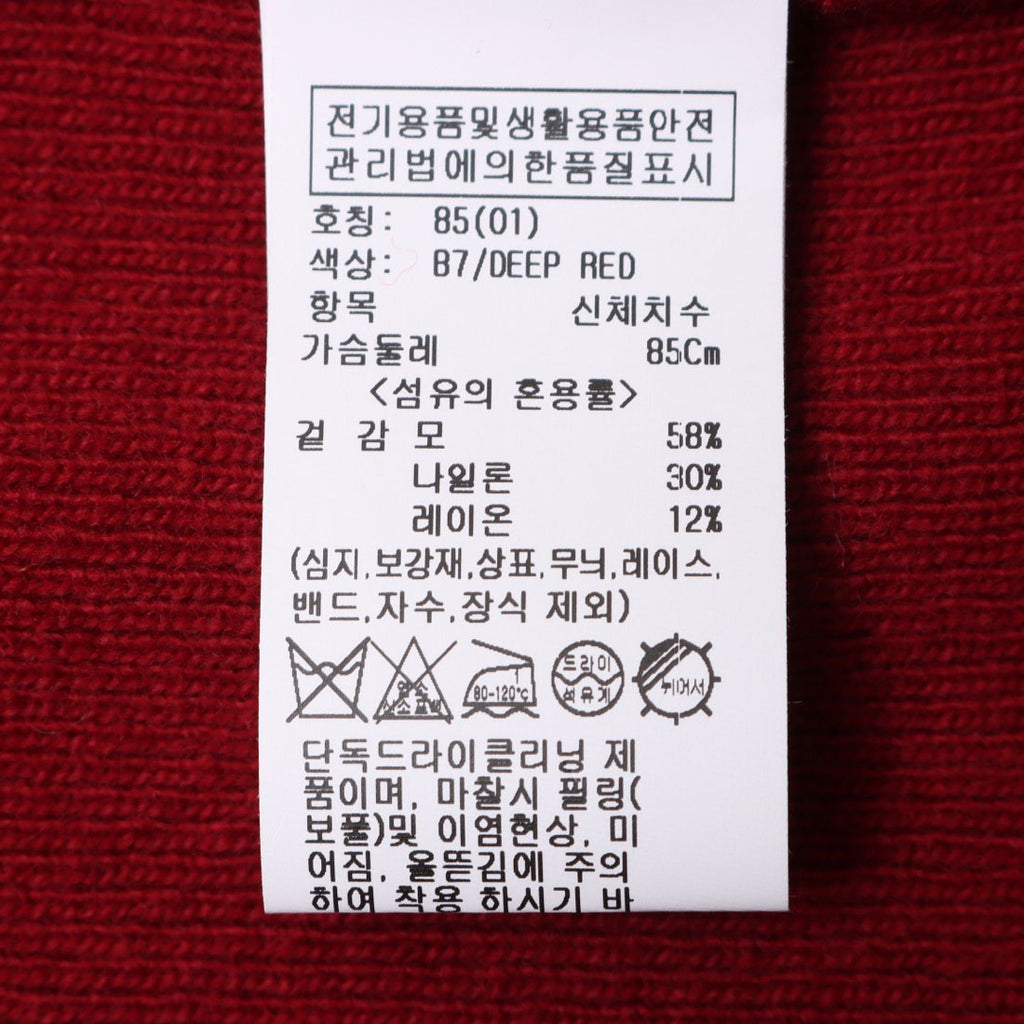 전기용품및생활용품안전
관리법에의한품질표시
호칭: 85(01)
색상: B7/DEEP RED
항목 신체치수
가슴둘레 85Cm
<섬유의 혼용률>
겉 감 모 58%
나일론 30%
레이온 12%
(심지,보강재,상표,무늬,레이스,
밴드,자수,장식 제외)
염소
산소표백
80-120℃
드라이
석유계
뉘어서
단독드라이클리닝 제
품이며, 마찰시 필링(
보풀)및 이염현상, 미
어짐, 올뜯김에 주의
하여 착용 하시기 바